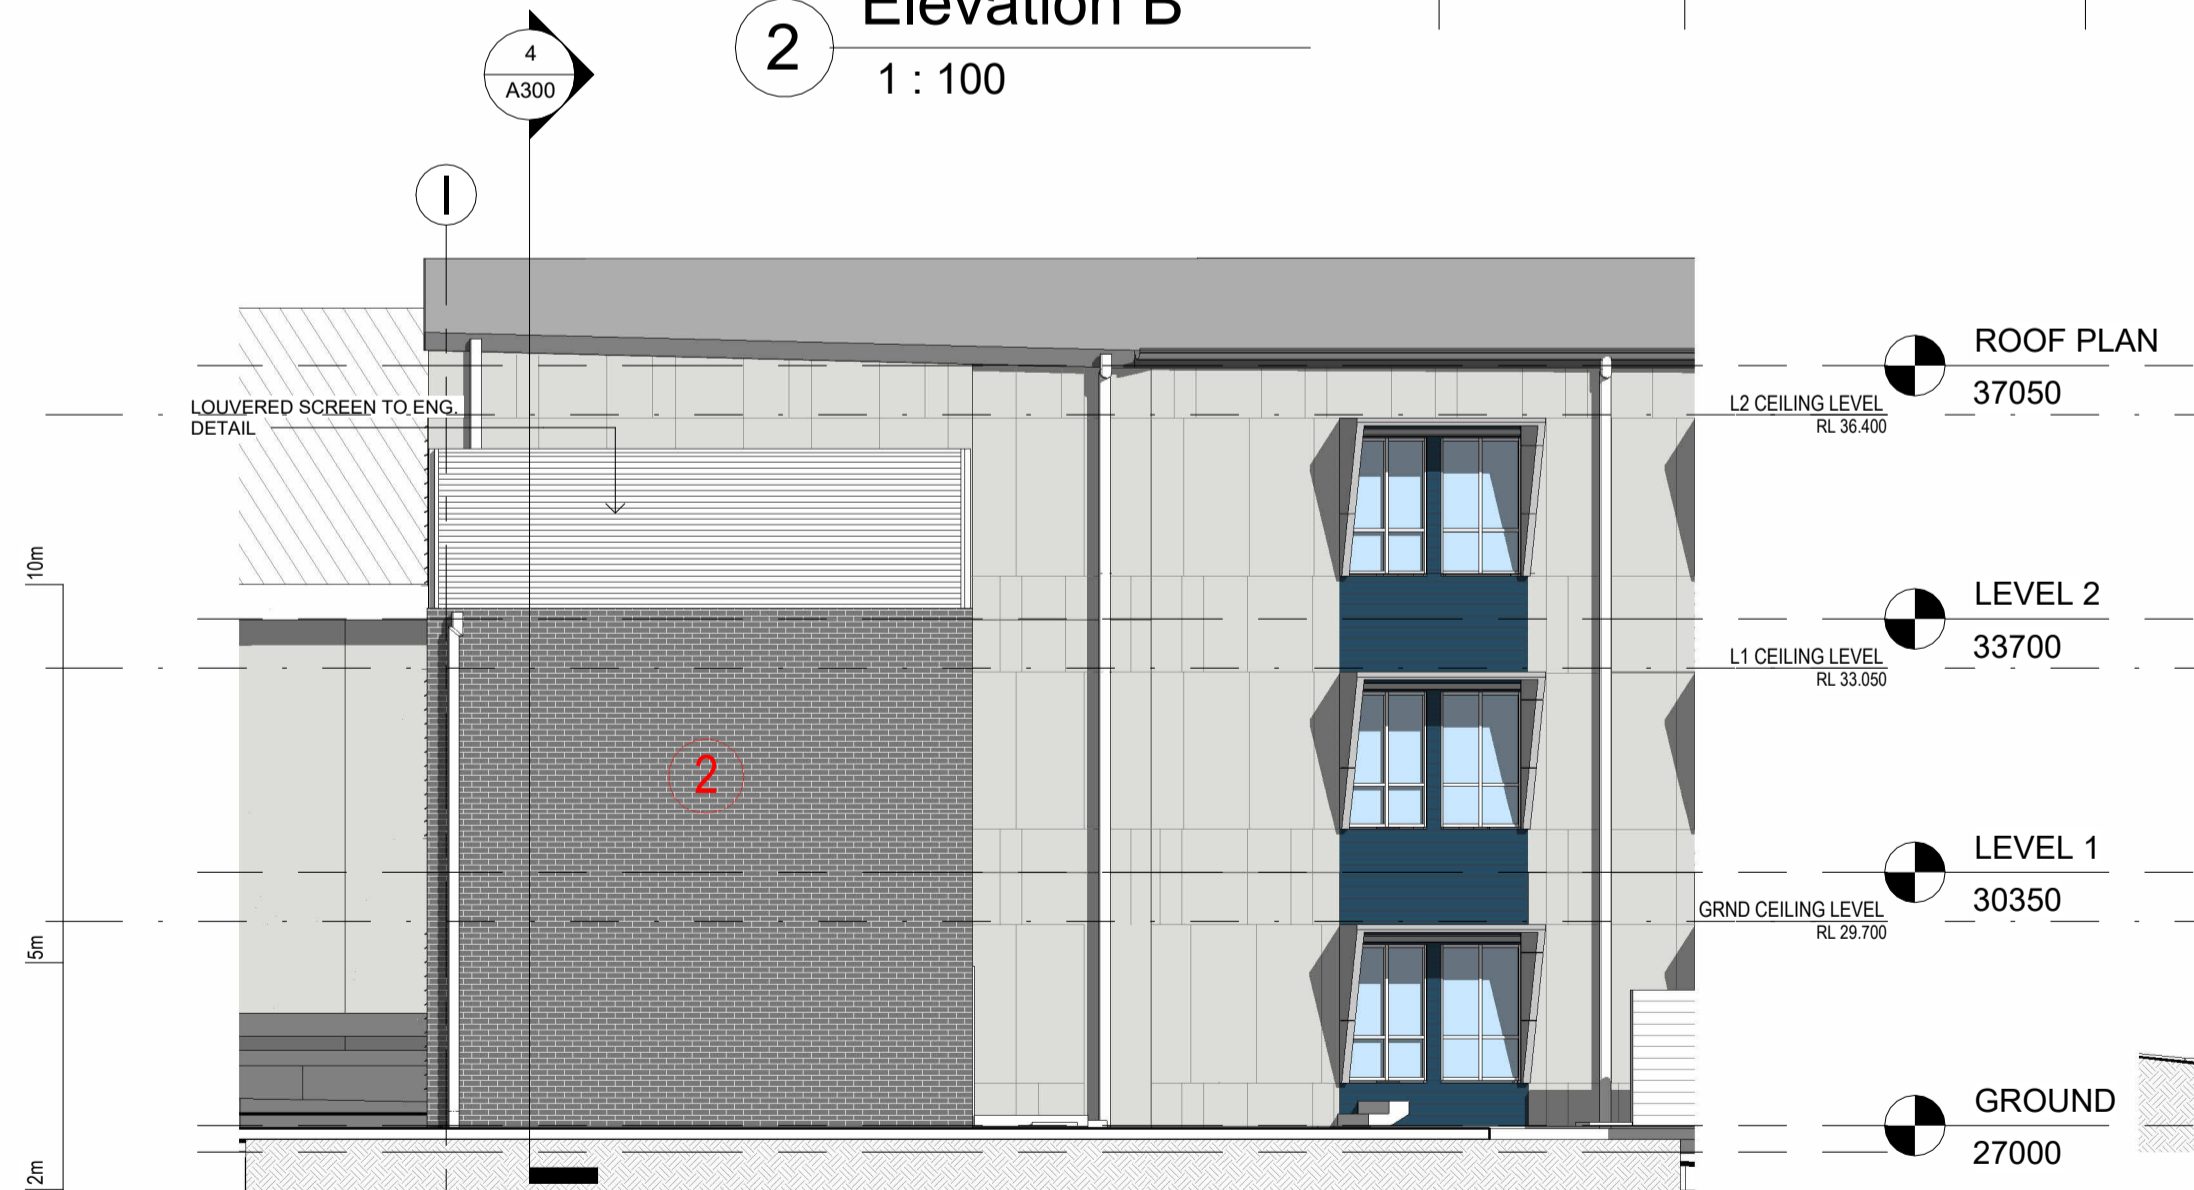 Elevation B
2
1 : 100
4
A300
I
ROOF PLAN
37050
L2 CEILING LEVEL
RL 36.400
LOUVERED SCREEN TO ENG.
DETAIL
10m
LEVEL 2
33700
L1 CEILING LEVEL
RL 33.050
2
LEVEL 1
30350
GRND CEILING LEVEL
RL 29.700
5m
GROUND
27000
2m